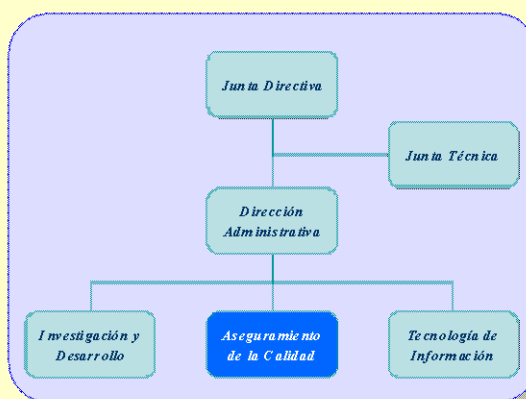 Junta Directiva
Junta Técnica
Dirección
Administrativa
Investigación y
Desarrollo
Aseguramiento
de la Calidad
Tecnología de
Información